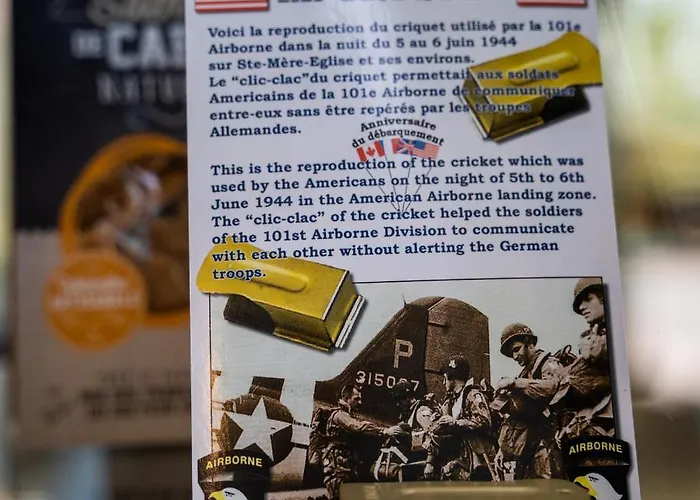 DE CA
NATU
Voici la reproduction du criquet utilisé par la 101e
Airborne dans la nuit du 5 au 6 juin 1944
sur Ste-Mère-Eglise et ses environs.
Le “clic-clac”du criquet permettait aux soldats
Americains de la 101e Airborne de communiquer
entre-eux sans être repérés par les troupes
Allemandes.
Anniversaire
du débarquement
This is the reproduction of the cricket which was
used by the Americans on the night of 5th to 6th
June 1944 in the American Airborne landing zone.
The “clic-clac” of the cricket helped the soldiers
of the 101st Airborne Division to communicate
with each other without alerting the German
troops.
P
315087
AIRBORNE
AIRBORNE